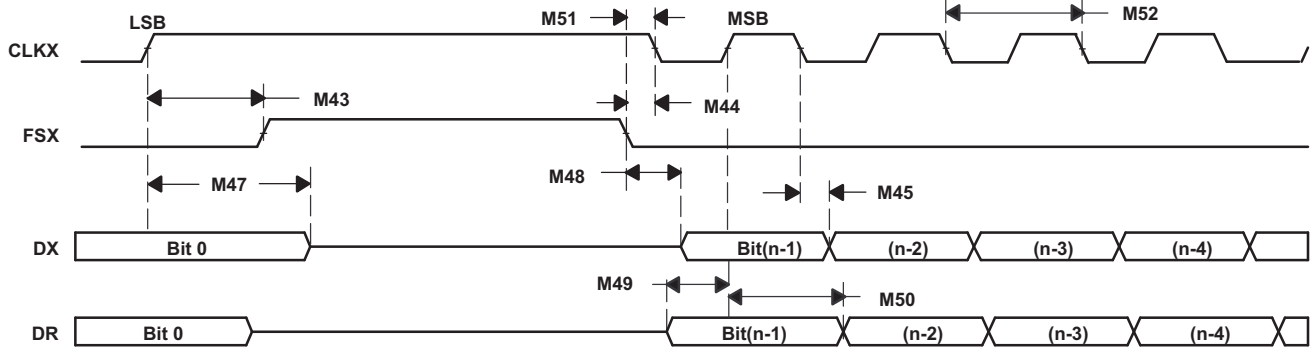 LSB M51 MSB M52
CLKX
M43 M44
FSX
M47 M48 M45
DX Bit 0 Bit(n-1) (n-2) (n-3) (n-4)
M49 M50
DR Bit 0 Bit(n-1) (n-2) (n-3) (n-4)